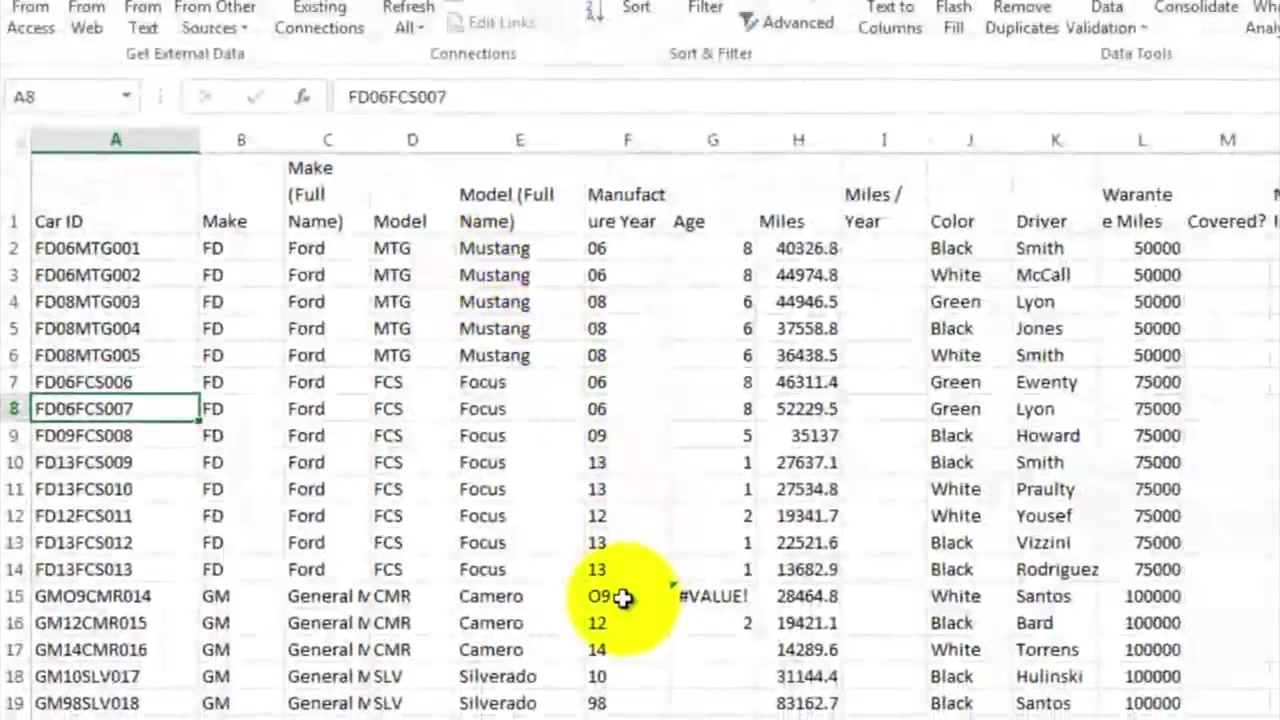 From From From From Other Existing Refresh Sort Filter Text to Flash Remove Data Consolidate
Access Web Text Sources Connections All Edit Links Advanced Columns Fill Duplicates Validation
Get External Data Connections Sort & Filter Data Tools
A8 fx FD06FCS007
A B C D E F G H I J K L M
1 Car ID Make Make (Full Name) Model Model (Full Name) Manufacture Year Age Miles Miles / Year Color Driver Warantee Miles Covered?
2 FD06MTG001 FD Ford MTG Mustang 06 8 40326.8 Black Smith 50000
3 FD06MTG002 FD Ford MTG Mustang 06 8 44974.8 White McCall 50000
4 FD08MTG003 FD Ford MTG Mustang 08 6 44946.5 Green Lyon 50000
5 FD08MTG004 FD Ford MTG Mustang 08 6 37558.8 Black Jones 50000
6 FD08MTG005 FD Ford MTG Mustang 08 6 36438.5 White Smith 50000
7 FD06FCS006 FD Ford FCS Focus 06 8 46311.4 Green Ewenty 75000
8 FD06FCS007 FD Ford FCS Focus 06 8 52229.5 Green Lyon 75000
9 FD09FCS008 FD Ford FCS Focus 09 5 35137 Black Howard 75000
10 FD13FCS009 FD Ford FCS Focus 13 1 27637.1 Black Smith 75000
11 FD13FCS010 FD Ford FCS Focus 13 1 27534.8 White Praulty 75000
12 FD12FCS011 FD Ford FCS Focus 12 2 19341.7 White Yousef 75000
13 FD13FCS012 FD Ford FCS Focus 13 1 22521.6 Black Vizzini 75000
14 FD13FCS013 FD Ford FCS Focus 13 1 13682.9 Black Rodriguez 75000
15 GMO9CMR014 GM General M CMR Camero O9 #VALUE! 28464.8 White Santos 100000
16 GM12CMR015 GM General M CMR Camero 12 2 19421.1 Black Bard 100000
17 GM14CMR016 GM General M CMR Camero 14 14289.6 White Torrens 100000
18 GM10SLV017 GM General M SLV Silverado 10 31144.4 Black Hulinski 100000
19 GM98SLV018 GM General M SLV Silverado 98 83162.7 Black Santos 100000